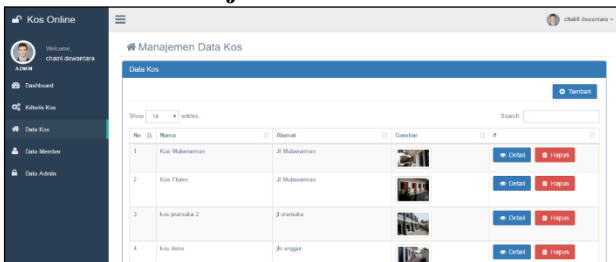 Kos Online
chairil dewantara
Welcome,
chairil dewantara
ADMIN
Dashboard
Kriteria Kos
Data Kos
Data Member
Data Admin
Manajemen Data Kos
Data Kos
Tambah
Show 10 entries
Search:
No Nama Alamat Gambar #
1 Kos Mulawarman Jl Mulawarman Detail Hapus
2 Kos Flores Jl Mulawarman Detail Hapus
3 kos pramuka 2 jl pramuka Detail Hapus
4 kos jln anggur Detail Hapus